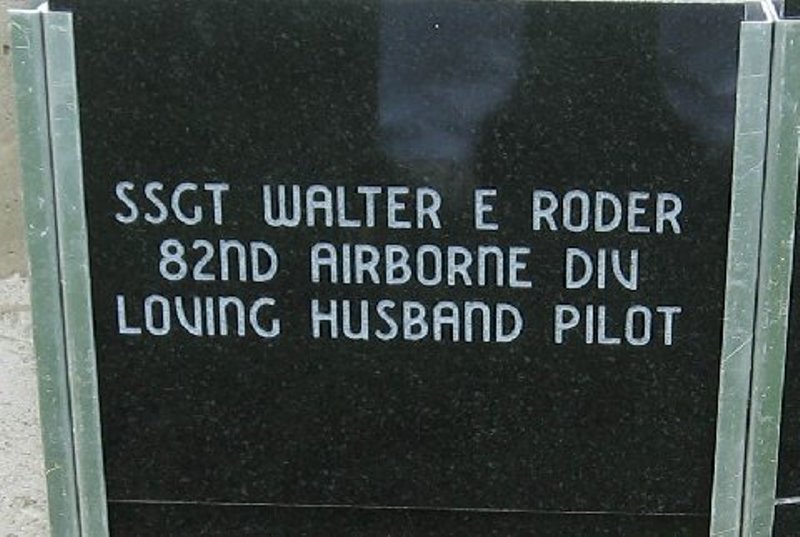 SSGT WALTER E RODER
82ND AIRBORNE DIV
LOVING HUSBAND PILOT